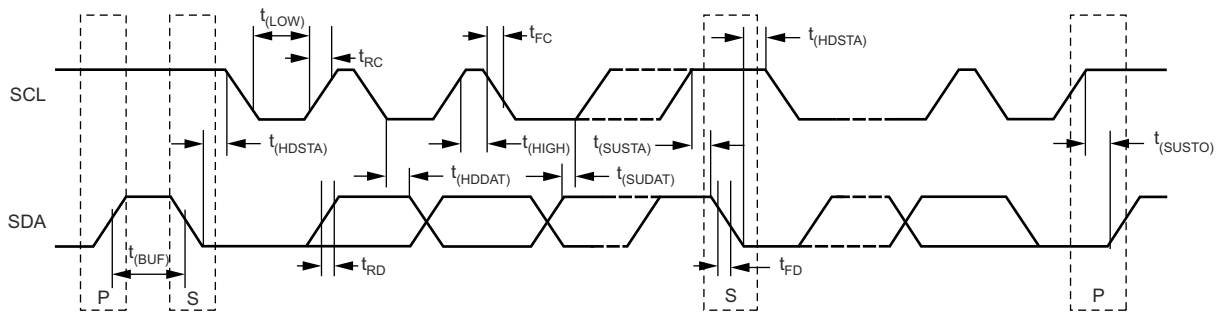 t(LOW)
tRC
tFC
t(HDSTA)
SCL
t(HDSTA)
t(HIGH)
t(SUSTA)
t(SUSTO)
t(HDDAT)
t(SUDAT)
SDA
t(BUF)
tRD
tFD
P
S
S
P